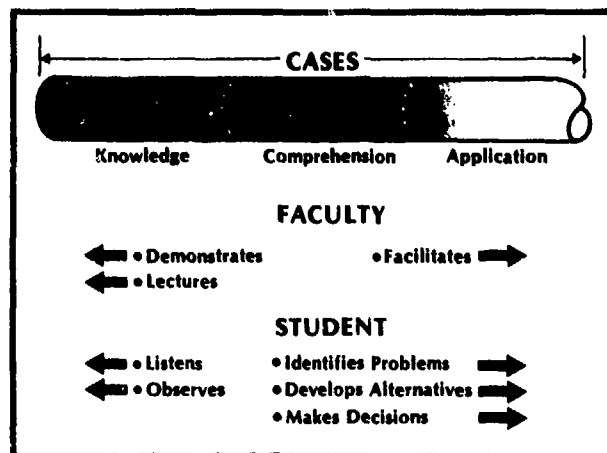 CASES
Knowledge Comprehension Application
FACULTY
• Demonstrates • Facilitates
• Lectures
STUDENT
• Listens • Identifies Problems
• Observes • Develops Alternatives
• Makes Decisions